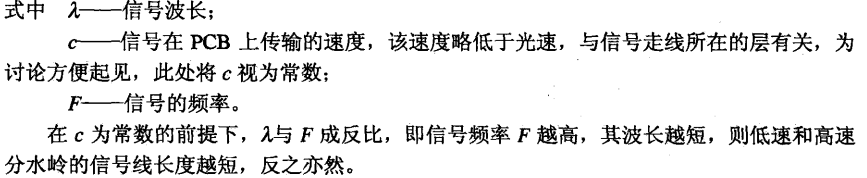 式中 λ——信号波长；
c——信号在 PCB 上传输的速度，该速度略低于光速，与信号走线所在的层有关，为
讨论方便起见，此处将 c 视为常数；
F——信号的频率。
在 c 为常数的前提下，λ与 F 成反比，即信号频率 F 越高，其波长越短，则低速和高速
分水岭的信号线长度越短，反之亦然。